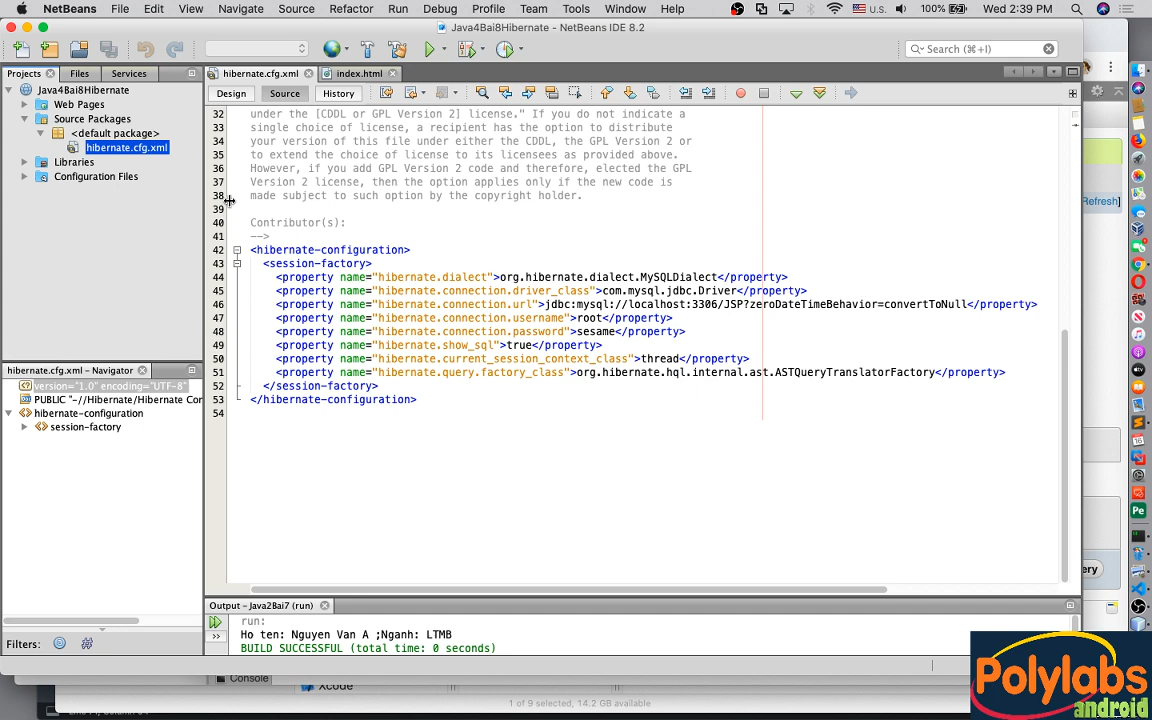 NetBeans File Edit View Navigate Source Refactor Run Debug Profile Team Tools Window Help U.S. 100% Wed 2:39 PM
Java4Bai8Hibernate - NetBeans IDE 8.2
Search (⌘+I)
Projects Files Services
hibernate.cfg.xml index.html
Design Source History
Java4Bai8Hibernate
Web Pages
Source Packages
<default package>
hibernate.cfg.xml
Libraries
Configuration Files
32 under the [CDDL or GPL Version 2] license." If you do not indicate a
33 single choice of license, a recipient has the option to distribute
34 your version of this file under either the CDDL, the GPL Version 2 or
35 to extend the choice of license to its licensees as provided above.
36 However, if you add GPL Version 2 code and therefore, elected the GPL
37 Version 2 license, then the option applies only if the new code is
38 made subject to such option by the copyright holder.
39
40 Contributor(s):
41 -->
42 <hibernate-configuration>
43 <session-factory>
44 <property name="hibernate.dialect">org.hibernate.dialect.MySQLDialect</property>
45 <property name="hibernate.connection.driver_class">com.mysql.jdbc.Driver</property>
46 <property name="hibernate.connection.url">jdbc:mysql://localhost:3306/JSP?zeroDateTimeBehavior=convertToNull</property>
47 <property name="hibernate.connection.username">root</property>
48 <property name="hibernate.connection.password">sesame</property>
49 <property name="hibernate.show_sql">true</property>
50 <property name="hibernate.current_session_context_class">thread</property>
51 <property name="hibernate.query.factory_class">org.hibernate.hql.internal.ast.ASTQueryTranslatorFactory</property>
52 </session-factory>
53 </hibernate-configuration>
54
Refresh]
hibernate.cfg.xml - Navigator
version="1.0" encoding="UTF-8"
PUBLIC "-//Hibernate/Hibernate Con
hibernate-configuration
session-factory
Filters:
Output - Java2Bai7 (run)
run:
Ho ten: Nguyen Van A ;Nganh: LTMB
BUILD SUCCESSFUL (total time: 0 seconds)
Console
Xcode
1 of 9 selected, 14.2 GB available
ery
Pe
Polylabs
android